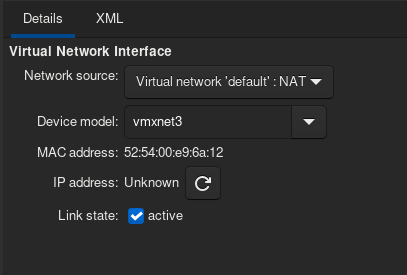 Details XML
Virtual Network Interface
Network source: Virtual network 'default' : NAT
Device model: vmxnet3
MAC address: 52:54:00:e9:6a:12
IP address: Unknown
Link state: active